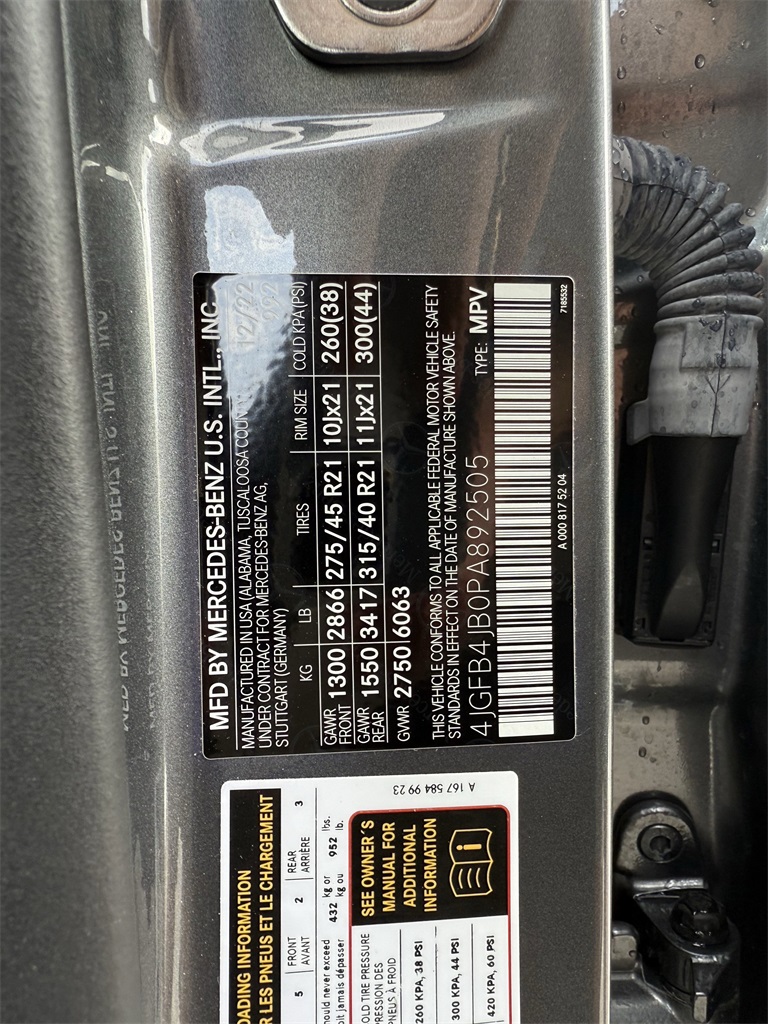 MFD BY MERCEDES-BENZ U.S. INTL., INC.
MANUFACTURED IN USA (ALABAMA, TUSCALOOSA 12/22
UNDER CONTRACT FOR MERCEDES-BENZ AG,
STUTTGART (GERMANY)
KG LB TIRES RIM SIZE COLD KPA(PSI)
GAWR FRONT 1300 2866 275/45 R21 10Jx21 260(38)
GAWR REAR 1550 3417 315/40 R21 11Jx21 300(44)
GVWR 2750 6063
THIS VEHICLE CONFORMS TO ALL APPLICABLE FEDERAL MOTOR VEHICLE SAFETY
STANDARDS IN EFFECT ON THE DATE OF MANUFACTURE SHOWN ABOVE.
4JGFB4JB0PA892505 TYPE: MPV
A 000 817 52 04 7185532
A 167 584 99 23
LOADING INFORMATION
LES PNEUS ET LE CHARGEMENT
5 FRONT 2 REAR 3
AVANT ARRIÈRE
should never exceed 432 kg or 952 lbs.
doit jamais dépasser kg ou lb.
COLD TIRE PRESSURE
PRESSION DES
PNEUS À FROID
260 KPA, 38 PSI
300 KPA, 44 PSI
420 KPA, 60 PSI
SEE OWNER´S
MANUAL FOR
ADDITIONAL
INFORMATION